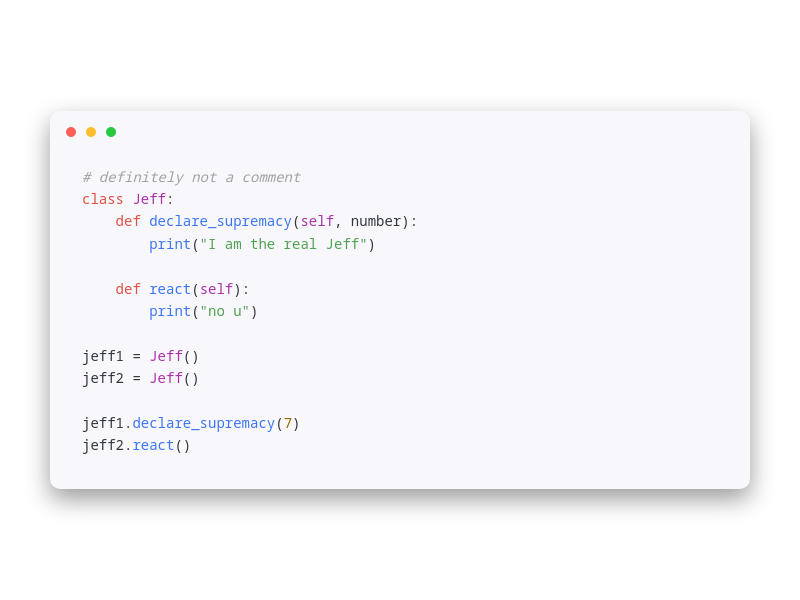 # definitely not a comment
class Jeff:
    def declare_supremacy(self, number):
        print("I am the real Jeff")

    def react(self):
        print("no u")

jeff1 = Jeff()
jeff2 = Jeff()

jeff1.declare_supremacy(7)
jeff2.react()